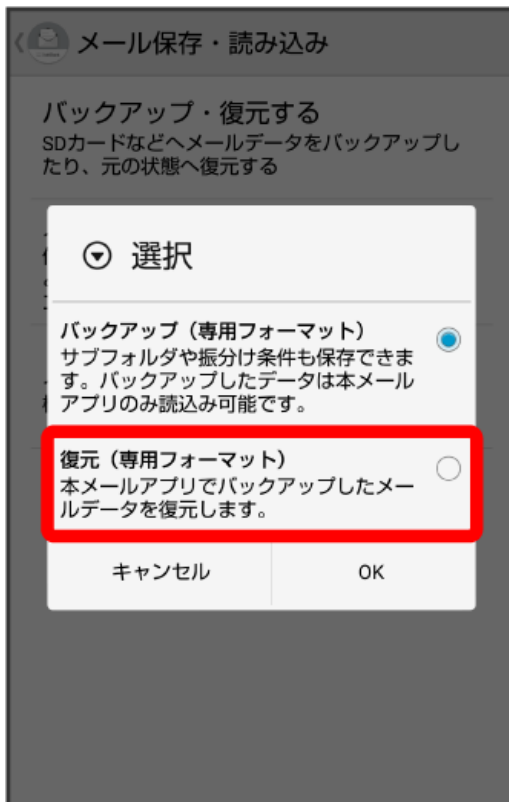 メール保存・読み込み
バックアップ・復元する
SDカードなどへメールデータをバックアップし
たり、元の状態へ復元する
選択
バックアップ（専用フォーマット）
サブフォルダや振分け条件も保存できま
す。バックアップしたデータは本メール
アプリのみ読込み可能です。
復元（専用フォーマット）
本メールアプリでバックアップしたメー
ルデータを復元します。
キャンセル
OK